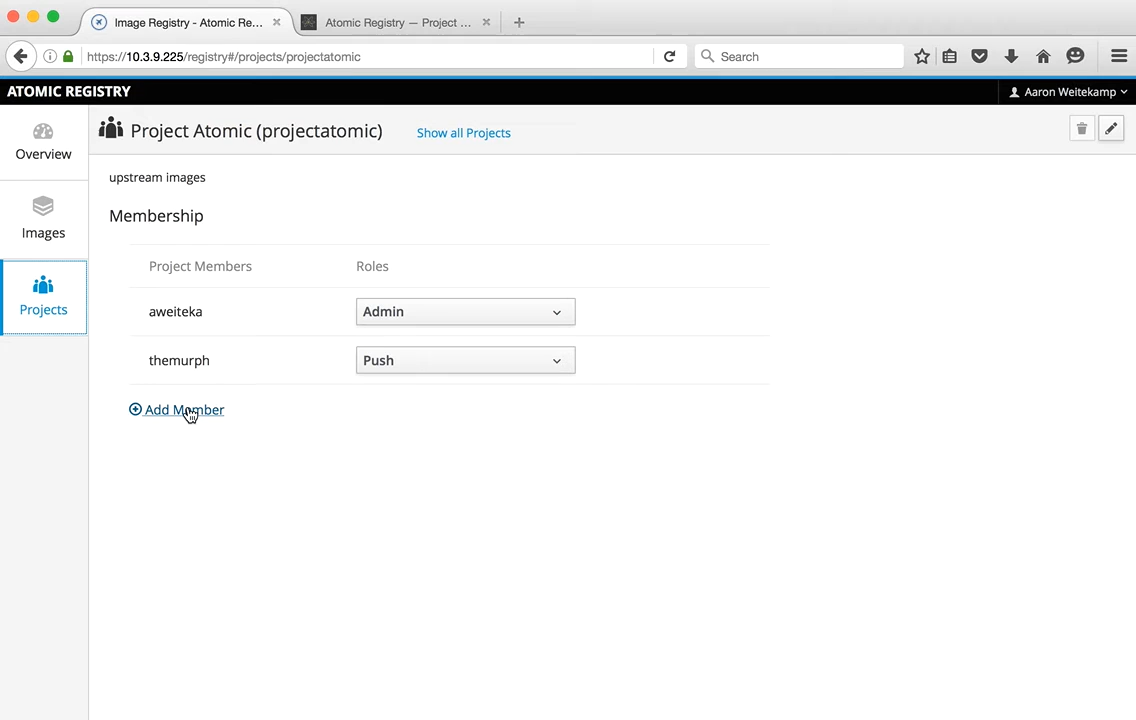 Image Registry - Atomic Re...
Atomic Registry — Project ...
https://10.3.9.225/registry#/projects/projectatomic
Search
ATOMIC REGISTRY
Aaron Weitekamp
Overview
Images
Projects
Project Atomic (projectatomic)
Show all Projects
upstream images
Membership
Project Members
Roles
aweiteka
Admin
themurph
Push
Add Member